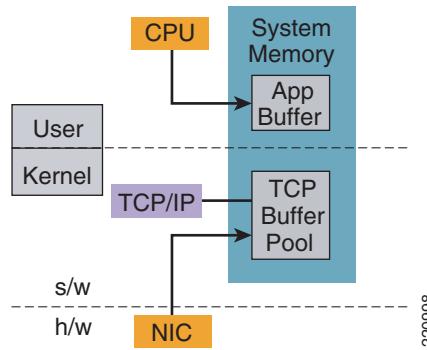 CPU
System
Memory
App
Buffer
User
Kernel
TCP/IP
TCP
Buffer
Pool
s/w
h/w
NIC